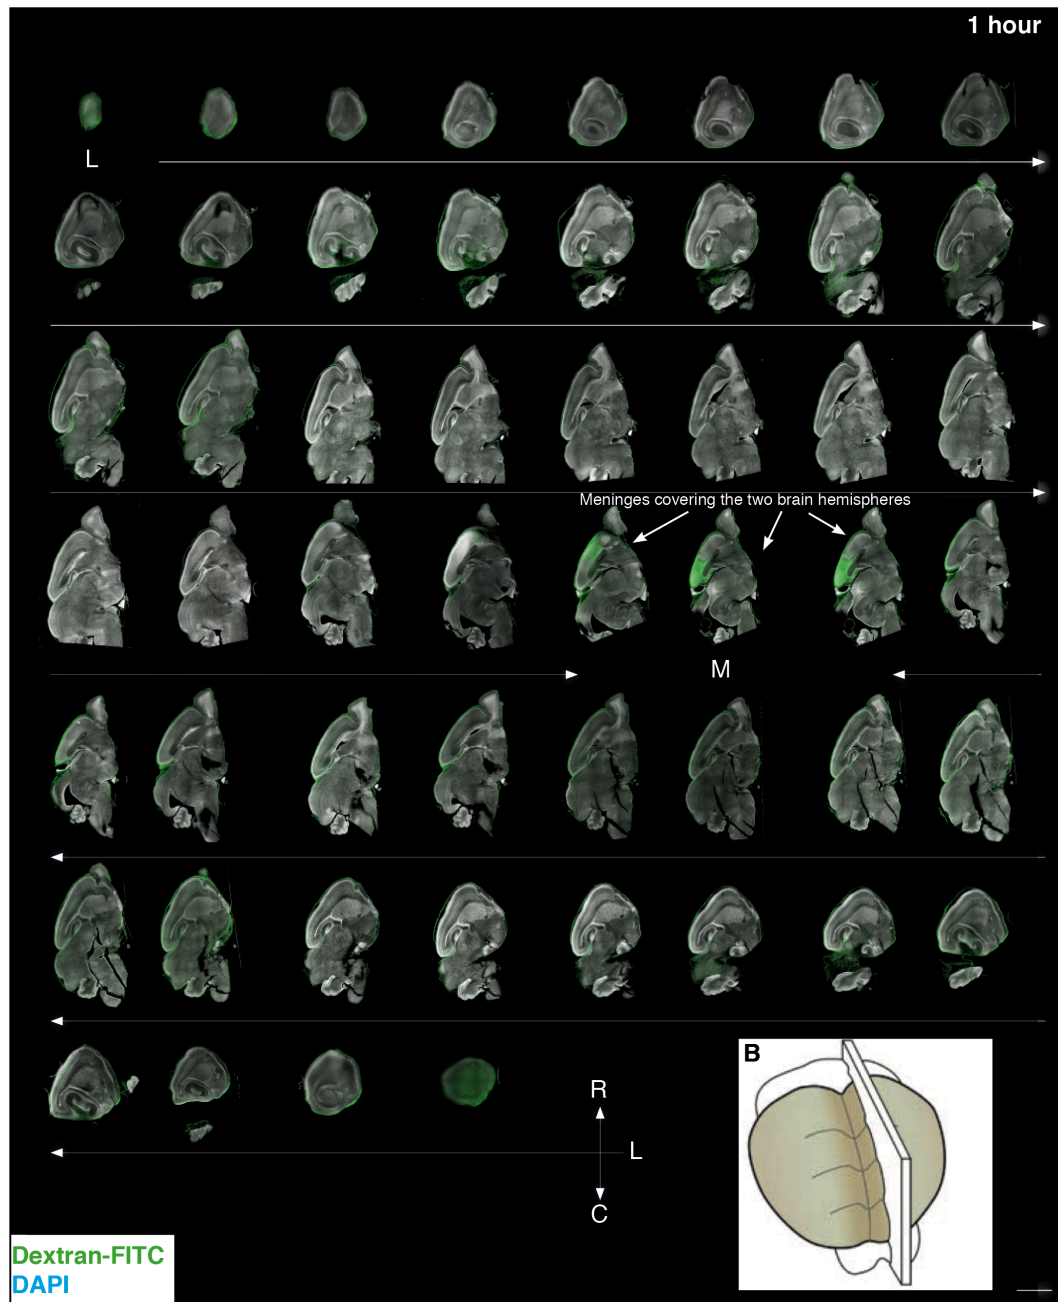 1 hour
L
Meninges covering the two brain hemispheres
M
B
R
L
C
Dextran-FITC
DAPI